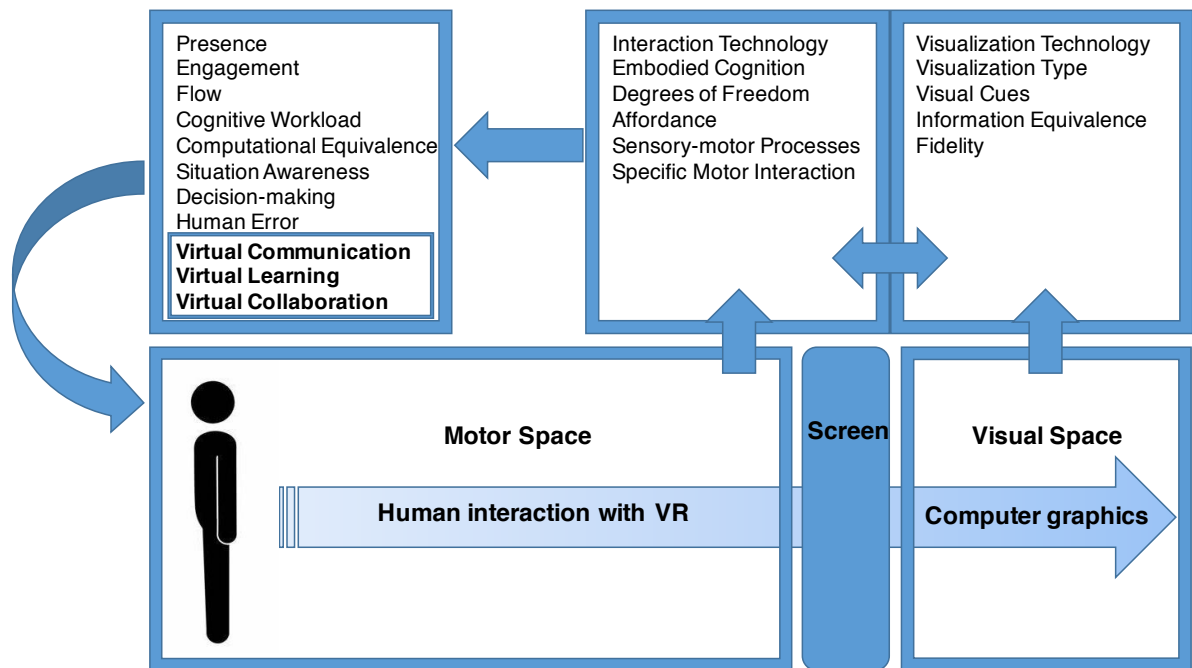 Presence
Engagement
Flow
Cognitive Workload
Computational Equivalence
Situation Awareness
Decision-making
Human Error
Virtual Communication
Virtual Learning
Virtual Collaboration
Interaction Technology
Embodied Cognition
Degrees of Freedom
Affordance
Sensory-motor Processes
Specific Motor Interaction
Visualization Technology
Visualization Type
Visual Cues
Information Equivalence
Fidelity
Motor Space
Screen
Visual Space
Human interaction with VR
Computer graphics